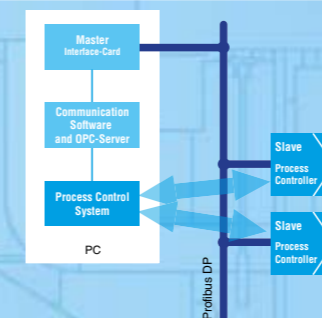 Master
Interface-Card
Communication
Software
and OPC-Server
Process Control
System
PC
Profibus DP
Slave
Process
Controller
Slave
Process
Controller